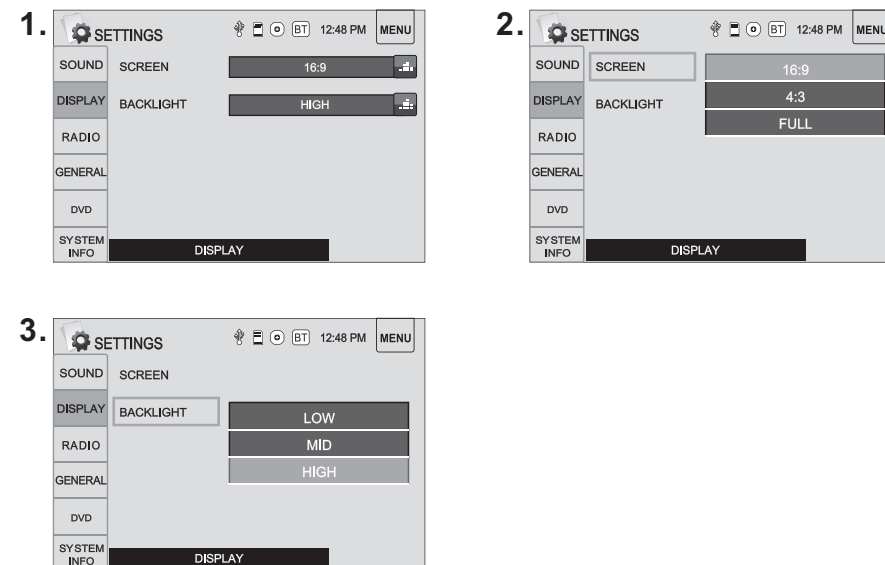 1.
SETTINGS BT 12:48 PM MENU
SOUND SCREEN 16:9
DISPLAY BACKLIGHT HIGH
RADIO
GENERAL
DVD
SYSTEM
INFO
DISPLAY
2.
SETTINGS BT 12:48 PM MENU
SOUND SCREEN 16:9
DISPLAY BACKLIGHT 4:3
RADIO FULL
GENERAL
DVD
SYSTEM
INFO
DISPLAY
3.
SETTINGS BT 12:48 PM MENU
SOUND SCREEN
DISPLAY BACKLIGHT LOW
RADIO MID
GENERAL HIGH
DVD
SYSTEM
INFO
DISPLAY